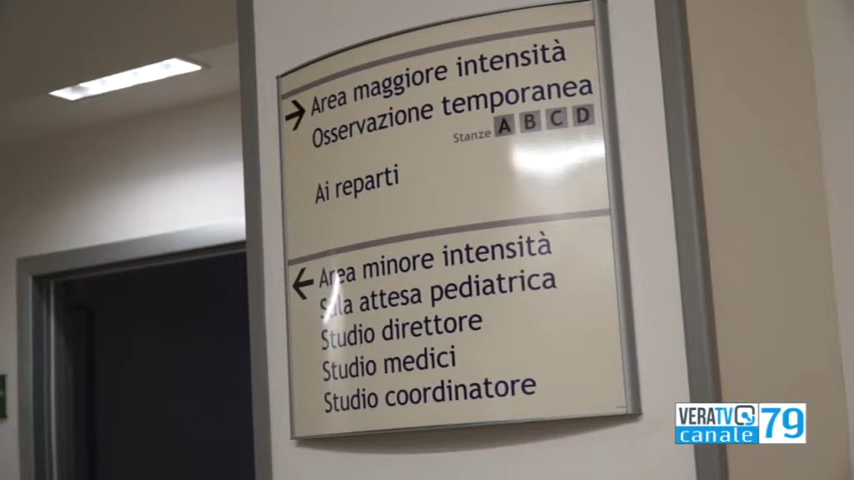 → Area maggiore intensità
Osservazione temporanea
Stanze A B C D
Ai reparti
← Area minore intensità
Sala attesa pediatrica
Studio direttore
Studio medici
Studio coordinatore
VERATV
canale 79